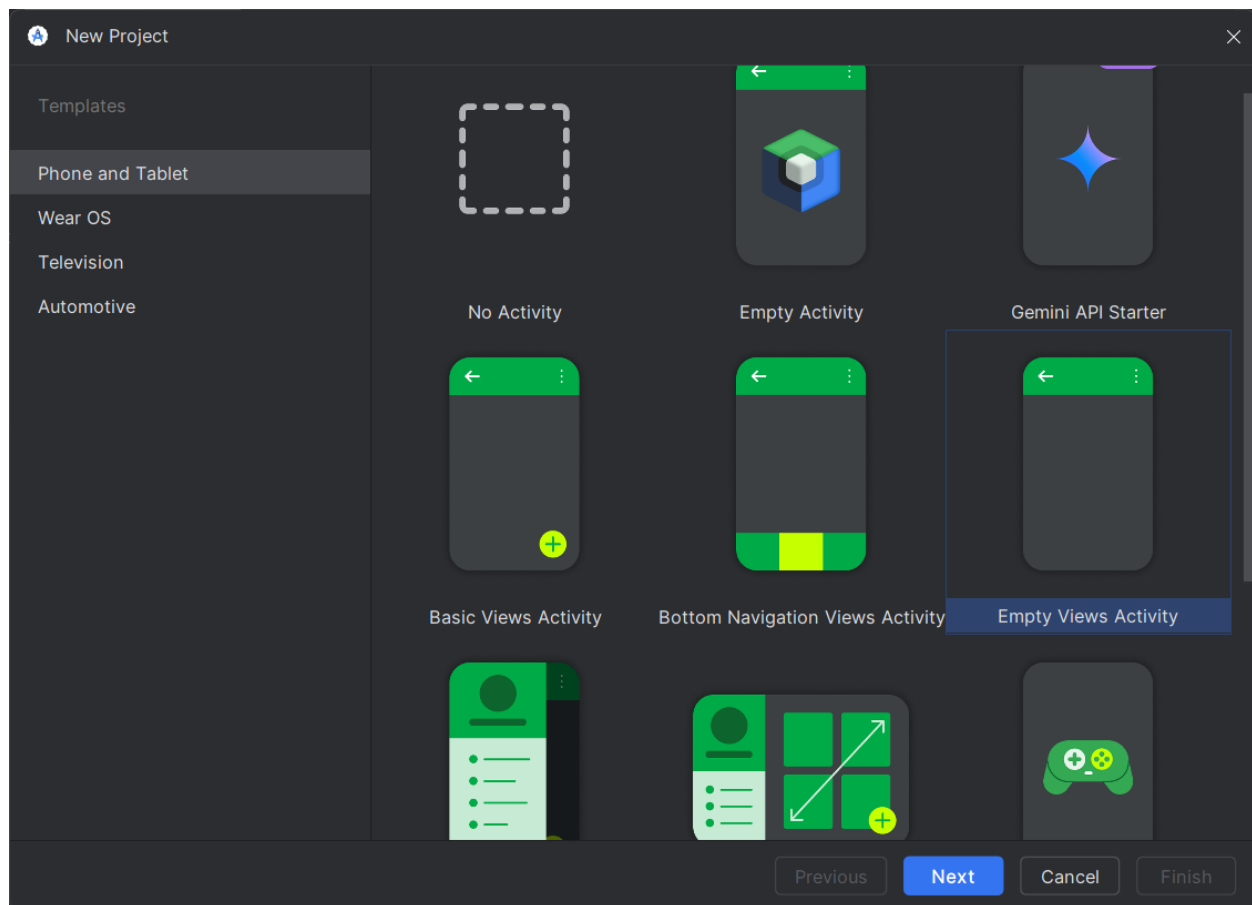 New Project
Templates
Phone and Tablet
Wear OS
Television
Automotive
No Activity
Empty Activity
Gemini API Starter
Basic Views Activity
Bottom Navigation Views Activity
Empty Views Activity
Previous
Next
Cancel
Finish